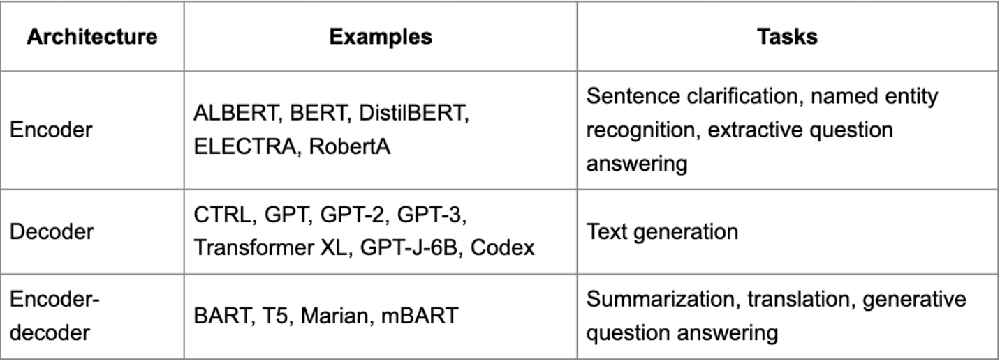 Architecture
Examples
Tasks
Encoder
ALBERT, BERT, DistilBERT,
ELECTRA, RobertA
Sentence clarification, named entity
recognition, extractive question
answering
Decoder
CTRL, GPT, GPT-2, GPT-3,
Transformer XL, GPT-J-6B, Codex
Text generation
Encoder-
decoder
BART, T5, Marian, mBART
Summarization, translation, generative
question answering